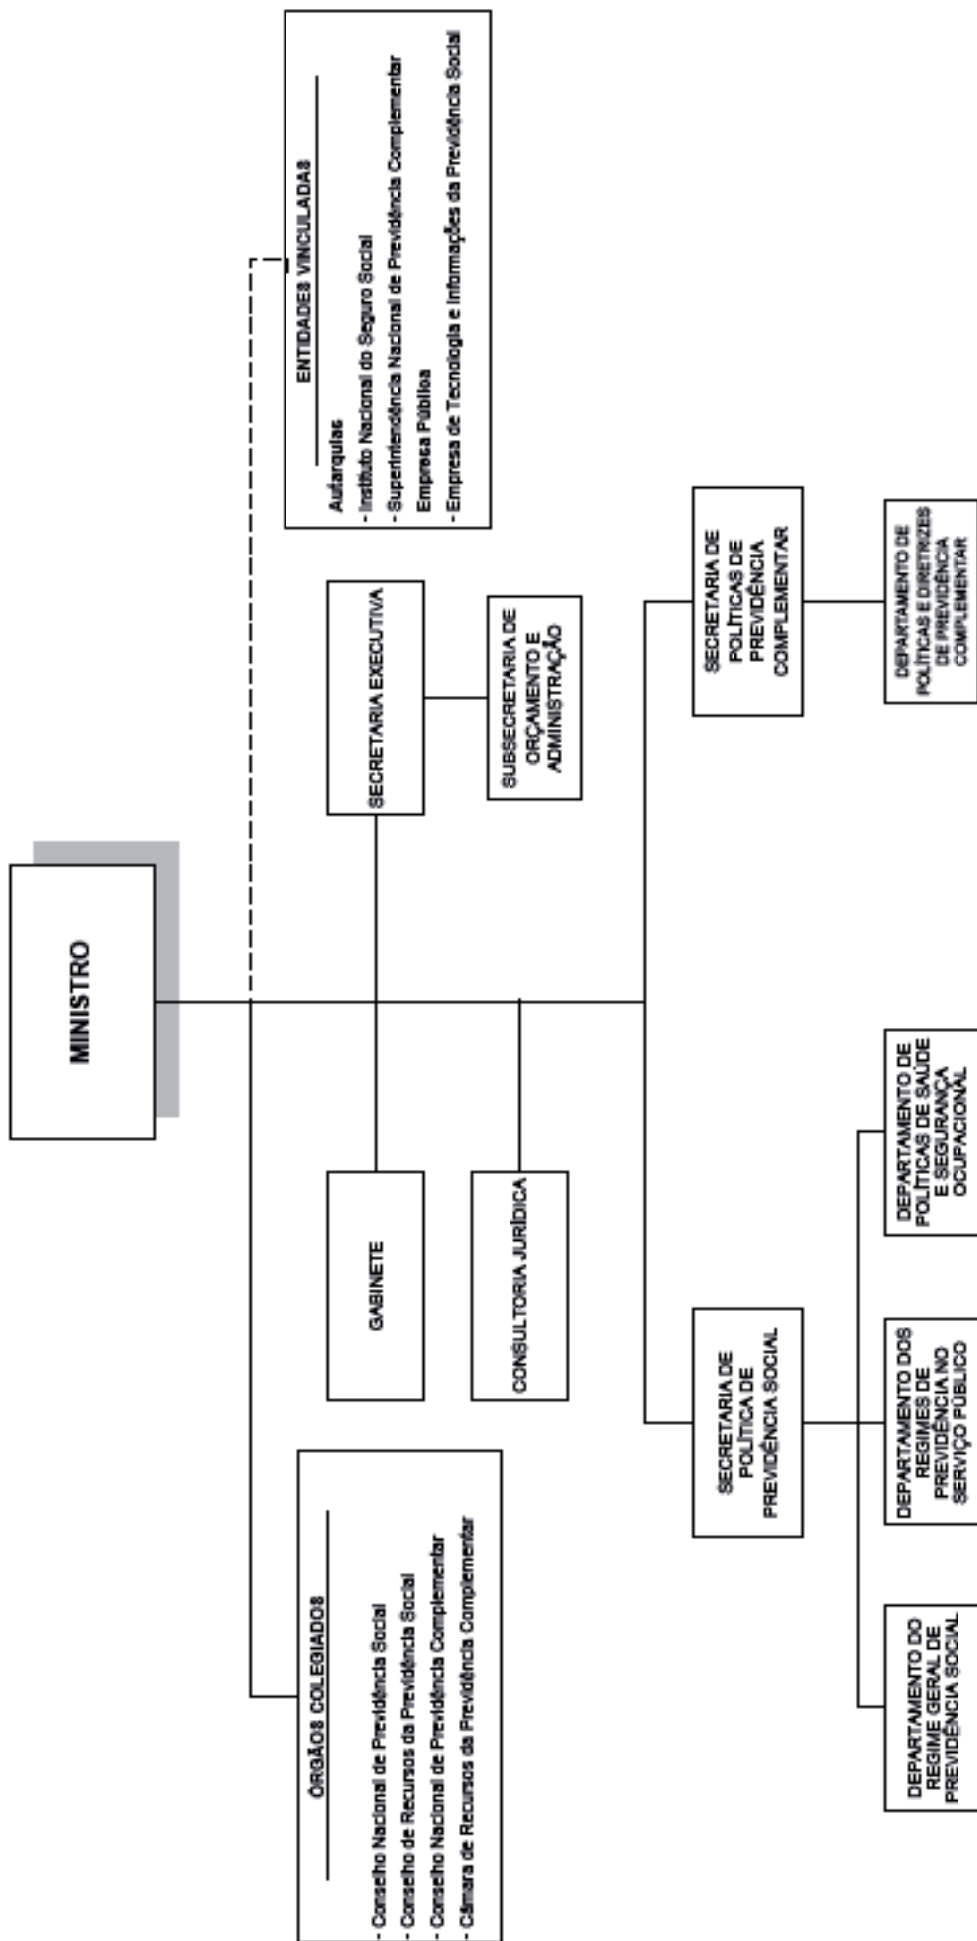 MINISTRO
ÓRGÃOS COLEGIADOS
- Conselho Nacional de Previdência Social
- Conselho de Recursos da Previdência Social
- Conselho Nacional de Previdência Complementar
- Câmara de Recursos da Previdência Complementar
ENTIDADES VINCULADAS
Autarquias
- Instituto Nacional do Seguro Social
- Superintendência Nacional de Previdência Complementar
Empresa Pública
- Empresa de Tecnologia e Informações da Previdência Social
GABINETE
SECRETARIA EXECUTIVA
CONSULTORIA JURÍDICA
SUBSECRETARIA DE
ORÇAMENTO E
ADMINISTRAÇÃO
SECRETARIA DE
POLÍTICA DE
PREVIDÊNCIA SOCIAL
SECRETARIA DE
POLÍTICAS DE
PREVIDÊNCIA
COMPLEMENTAR
DEPARTAMENTO DO
REGIME GERAL DE
PREVIDÊNCIA SOCIAL
DEPARTAMENTO DOS
REGIMES DE
PREVIDÊNCIA NO
SERVIÇO PÚBLICO
DEPARTAMENTO DE
POLÍTICAS DE SAÚDE
E SEGURANÇA
OCUPACIONAL
DEPARTAMENTO DE
POLÍTICAS E DIRETRIZES
DE PREVIDÊNCIA
COMPLEMENTAR